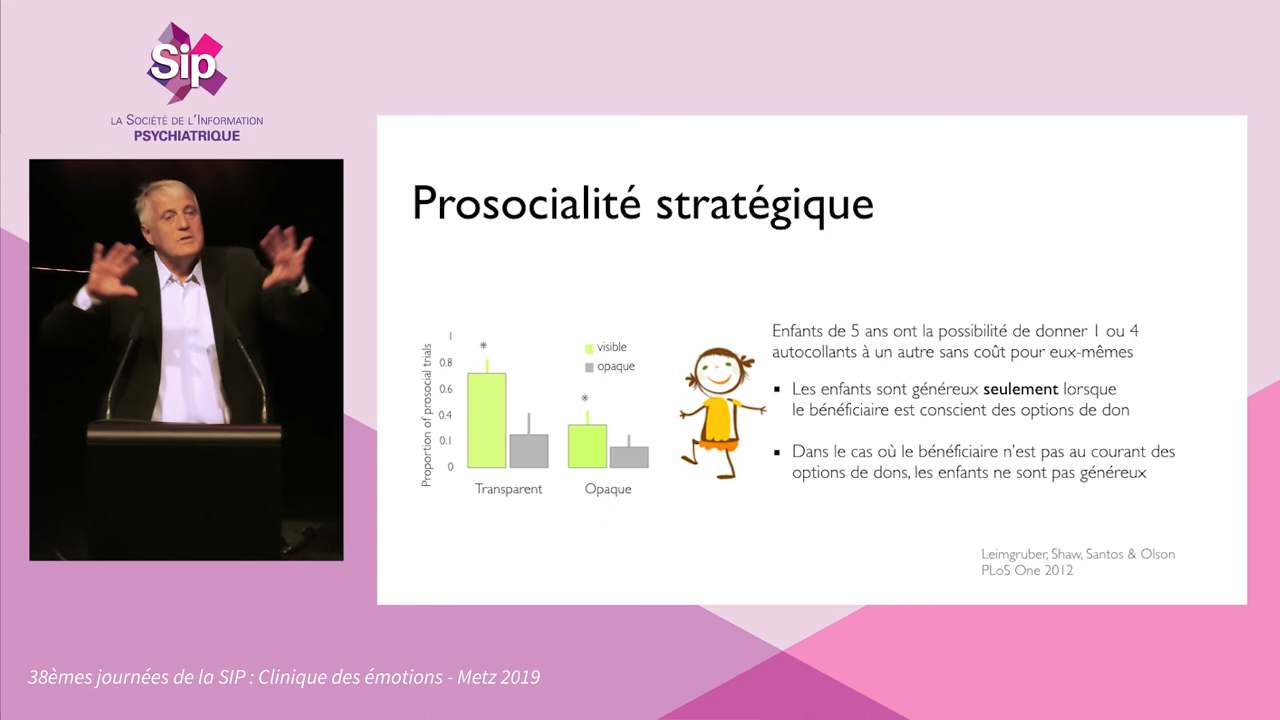 Sip
LA SOCIÉTÉ DE L'INFORMATION
PSYCHIATRIQUE
Prosocialité stratégique
Proportion of prosocial trials
1
0.8
0.6
0.4
0.1
0
*
*
visible
opaque
Transparent
Opaque
Enfants de 5 ans ont la possibilité de donner 1 ou 4
autocollants à un autre sans coût pour eux-mêmes
▪ Les enfants sont généreux seulement lorsque
le bénéficiaire est conscient des options de don
▪ Dans le cas où le bénéficiaire n'est pas au courant des
options de dons, les enfants ne sont pas généreux
Leimgruber, Shaw, Santos & Olson
PLoS One 2012
38èmes journées de la SIP : Clinique des émotions - Metz 2019